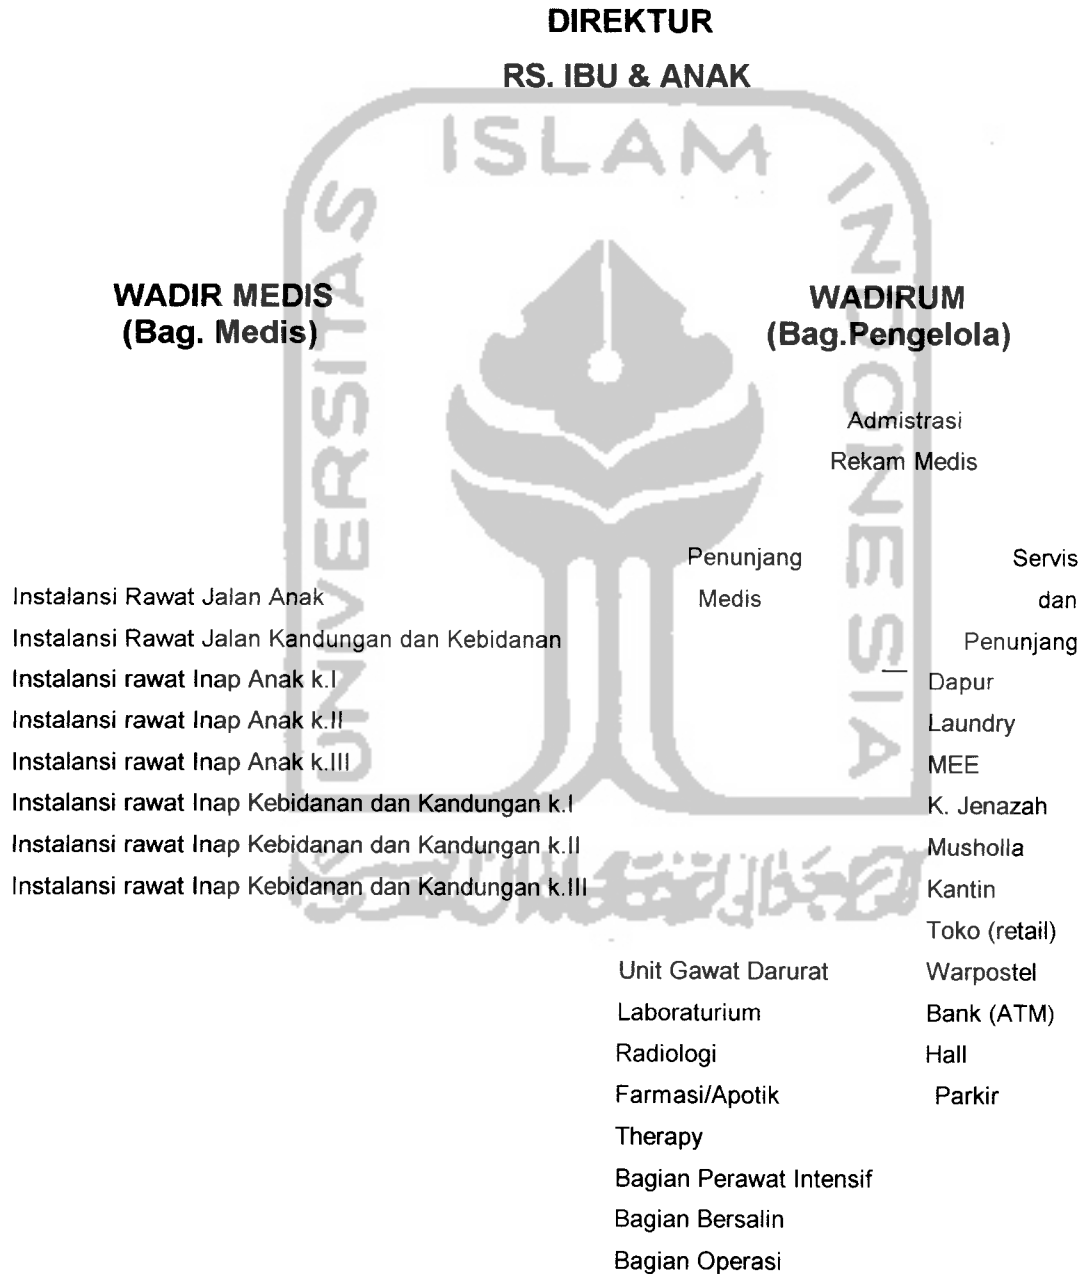 DIREKTUR
RS. IBU & ANAK
UNIVERSITAS
ISLAM
INDONESIA
WADIR MEDIS
(Bag. Medis)
WADIRUM
(Bag.Pengelola)
Admistrasi
Rekam Medis
Penunjang
Medis
Servis
dan
Penunjang
Instalansi Rawat Jalan Anak
Instalansi Rawat Jalan Kandungan dan Kebidanan
Instalansi rawat Inap Anak k.I
Instalansi rawat Inap Anak k.II
Instalansi rawat Inap Anak k.III
Instalansi rawat Inap Kebidanan dan Kandungan k.I
Instalansi rawat Inap Kebidanan dan Kandungan k.II
Instalansi rawat Inap Kebidanan dan Kandungan k.III
Dapur
Laundry
MEE
K. Jenazah
Musholla
Kantin
Toko (retail)
Warpostel
Bank (ATM)
Hall
Parkir
Unit Gawat Darurat
Laboraturium
Radiologi
Farmasi/Apotik
Therapy
Bagian Perawat Intensif
Bagian Bersalin
Bagian Operasi